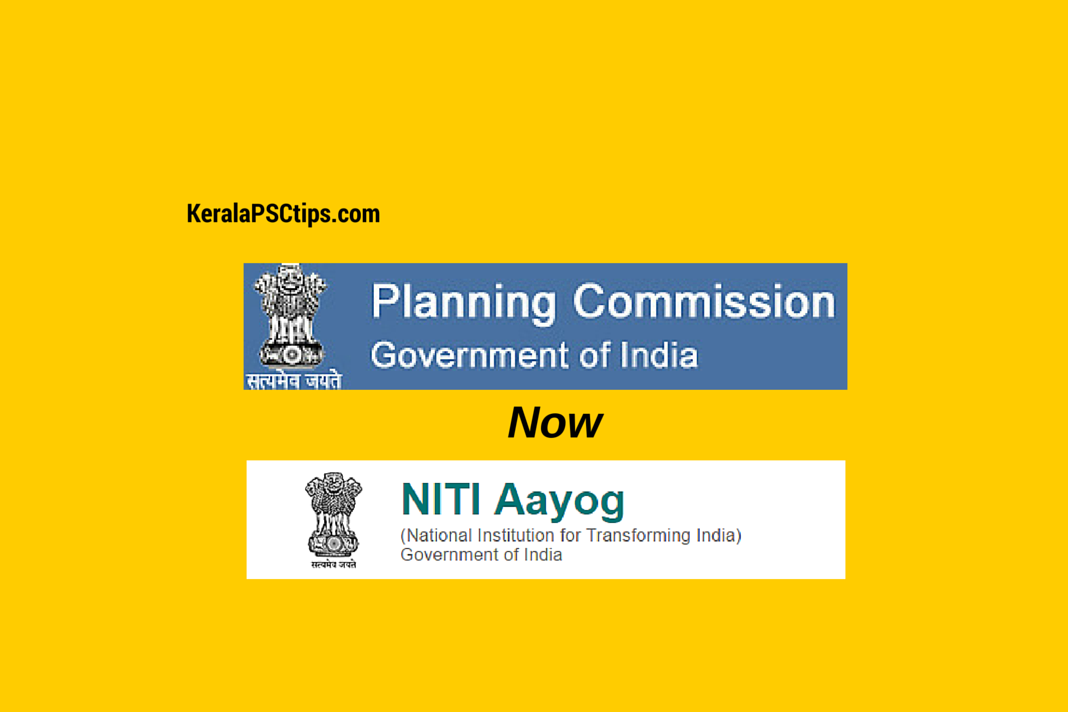 KeralaPSCtips.com
Planning Commission
Government of India
सत्यमेव जयते
Now
NITI Aayog
(National Institution for Transforming India)
Government of India
सत्यमेव जयते